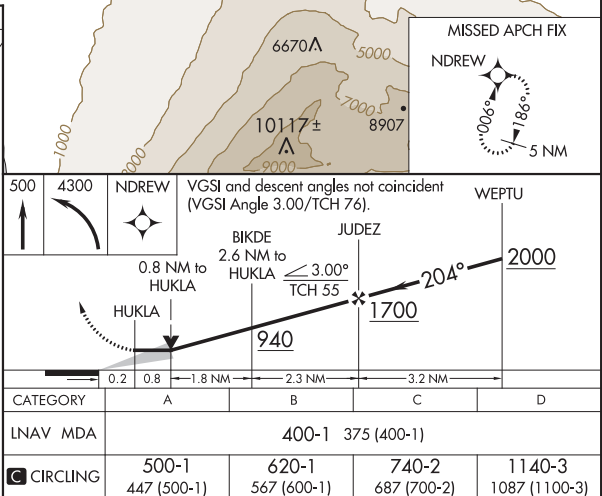 MISSED APCH FIX
NDREW
006°
186°
5 NM
6670
5000
7000
10117 ±
8907
9000
1000
3000
500
4300
NDREW
VGSI and descent angles not coincident
(VGSI Angle 3.00/TCH 76).
WEPTU
JUDEZ
BIKDE
2.6 NM to
HUKLA
3.00°
TCH 55
0.8 NM to
HUKLA
HUKLA
204°
2000
1700
940
0.2
0.8
1.8 NM
2.3 NM
3.2 NM
CATEGORY A B C D
LNAV MDA 400-1 375 (400-1)
C CIRCLING 500-1 620-1 740-2 1140-3
447 (500-1) 567 (600-1) 687 (700-2) 1087 (1100-3)